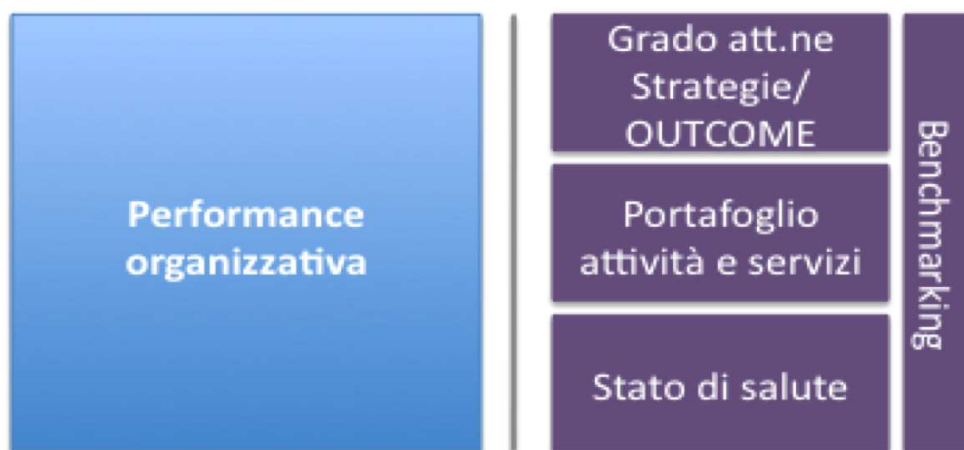 Performance
organizzativa
Grado att.ne
Strategie/
OUTCOME
Portafoglio
attività e servizi
Stato di salute
Benchmarking